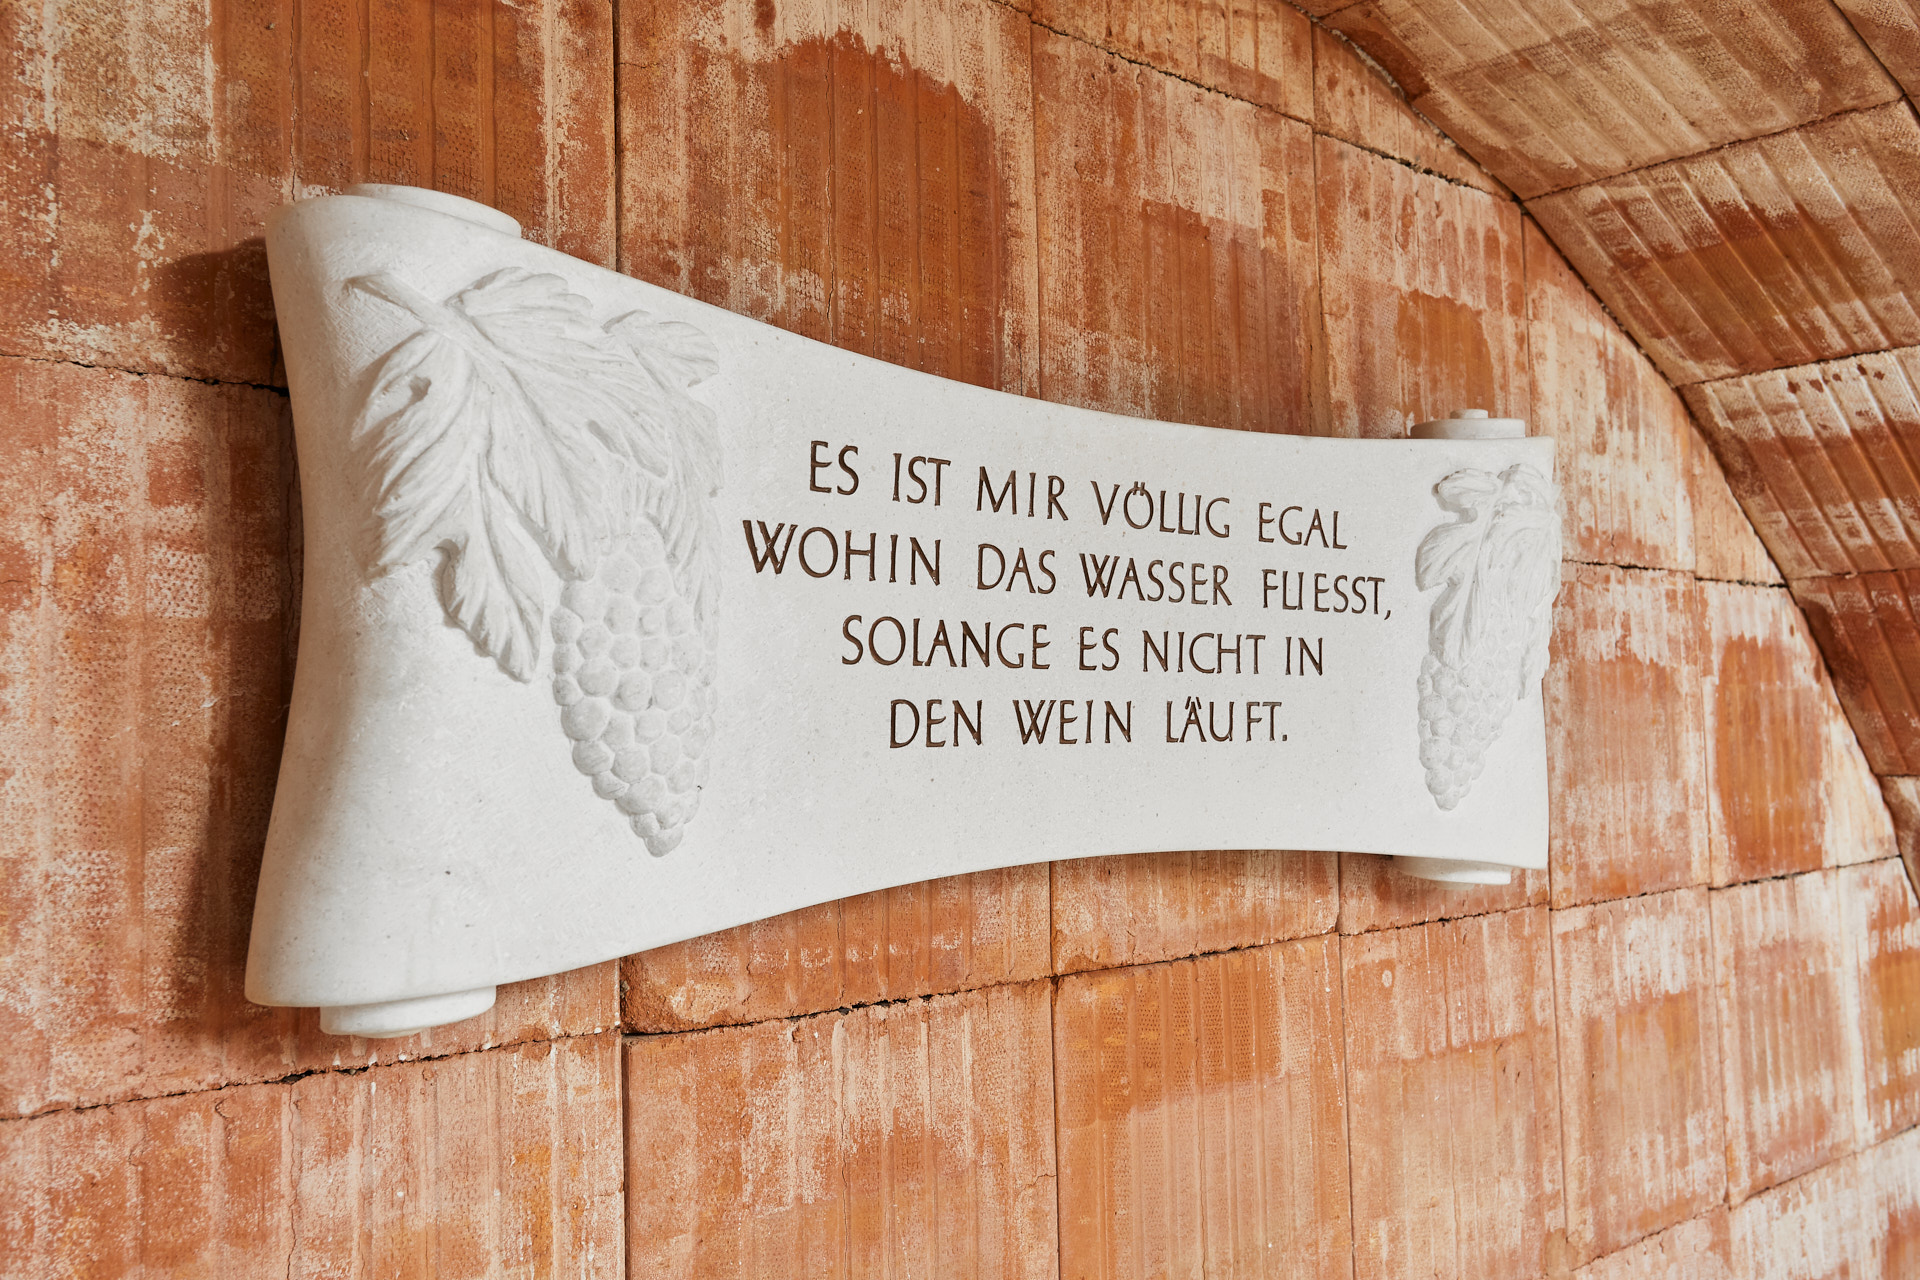 ES IST MIR VÖLLIG EGAL
WOHIN DAS WASSER FLIESST,
SOLANGE ES NICHT IN
DEN WEIN LÄUFT.